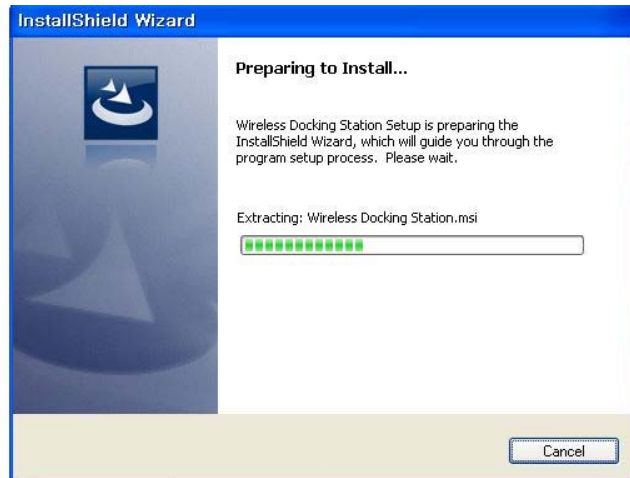 InstallShield Wizard
Preparing to Install...
Wireless Docking Station Setup is preparing the
InstallShield Wizard, which will guide you through the
program setup process.  Please wait.
Extracting: Wireless Docking Station.msi
Cancel